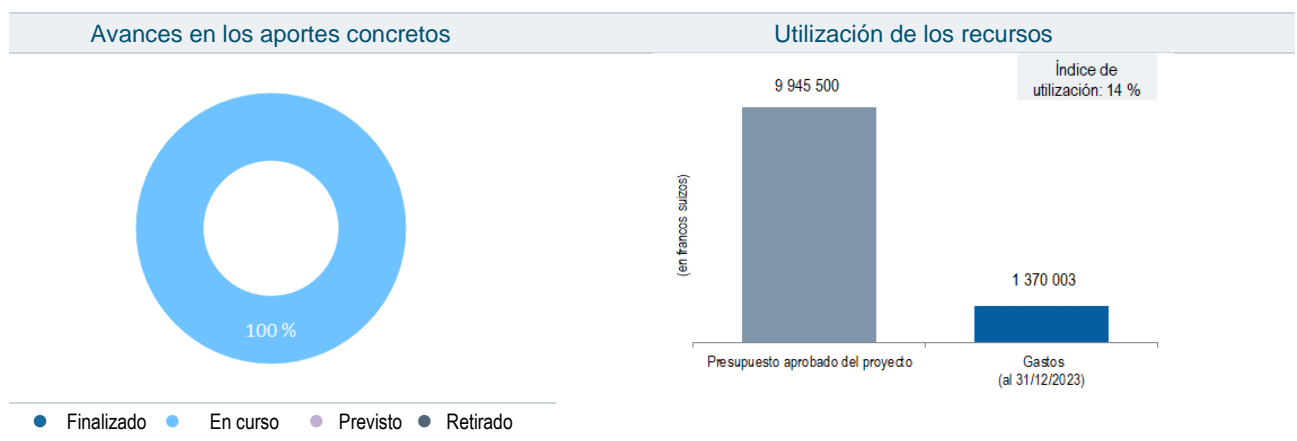 Avances en los aportes concretos
100 %
Finalizado
En curso
Previsto
Retirado
Utilización de los recursos
Índice de
utilización: 14 %
9 945 500
1 370 003
(en francos suizos)
Presupuesto aprobado del proyecto
Gastos
(al 31/12/2023)